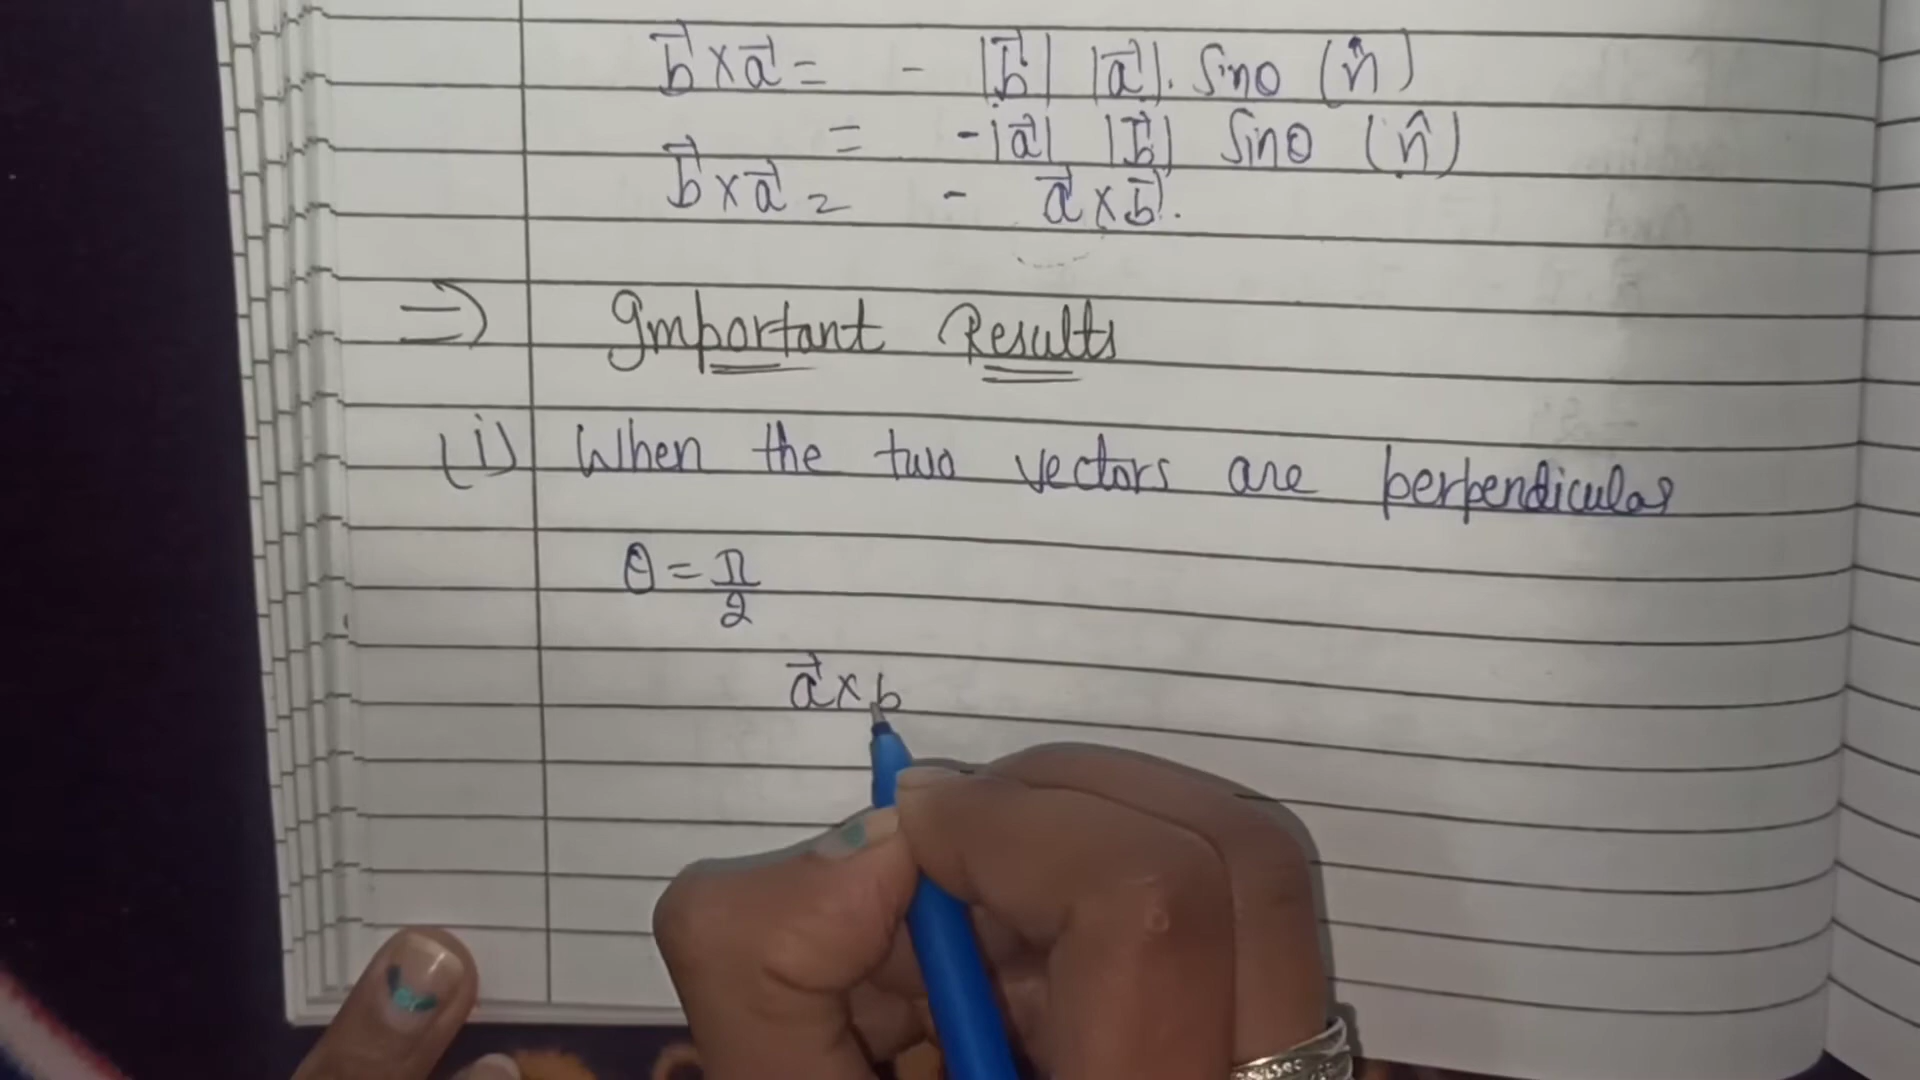 b⃗ × a⃗ = - |b⃗| |a⃗|. Sinθ (n̂)
= -|a⃗| |b⃗| Sinθ (n̂)
b⃗ × a⃗ = - a⃗ × b⃗.
⇒ Important Results
(i) When the two vectors are perpendicular
θ = π/2
a⃗ × b